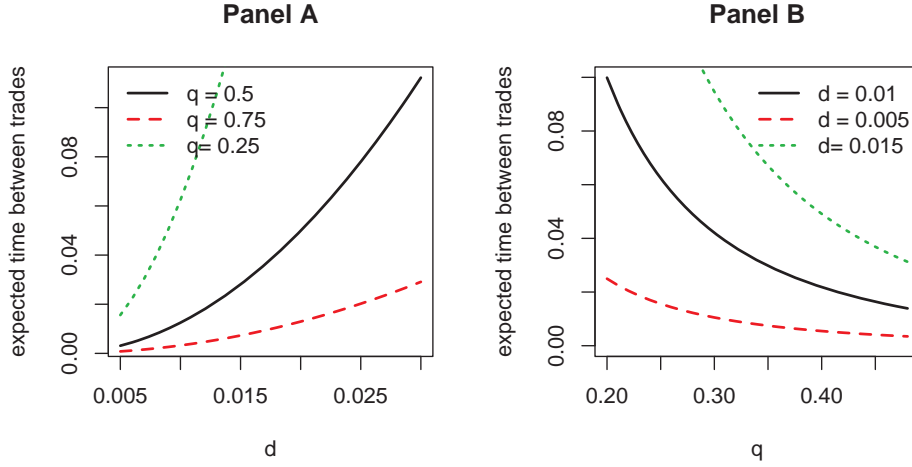 Panel A
expected time between trades
0.00
0.04
0.08
q = 0.5
q = 0.75
q= 0.25
0.005
0.015
0.025
d
Panel B
expected time between trades
0.00
0.04
0.08
d = 0.01
d = 0.005
d= 0.015
0.20
0.30
0.40
q